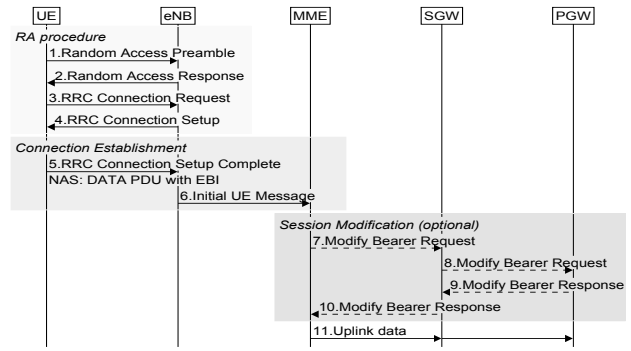 UE eNB MME SGW PGW
RA procedure
1.Random Access Preamble
2.Random Access Response
3.RRC Connection Request
4.RRC Connection Setup
Connection Establishment
5.RRC Connection Setup Complete
NAS: DATA PDU with EBI
6.Initial UE Message
Session Modification (optional)
7.Modify Bearer Request
8.Modify Bearer Request
9.Modify Bearer Response
10.Modify Bearer Response
11.Uplink data